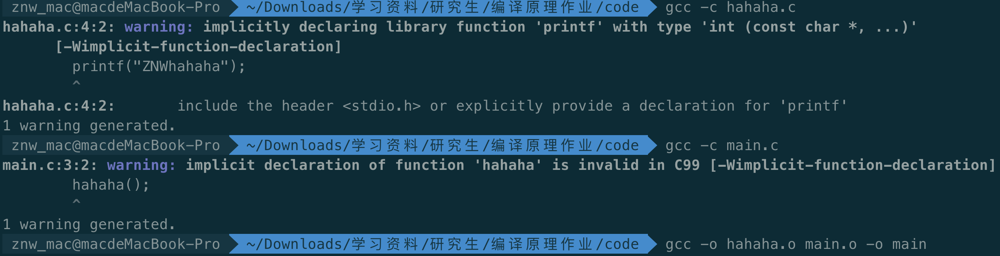 znw_mac@macdeMacBook-Pro ~/Downloads/学习资料/研究生/编译原理作业/code gcc -c hahaha.c
hahaha.c:4:2: warning: implicitly declaring library function 'printf' with type 'int (const char *, ...)'
[-Wimplicit-function-declaration]
printf("ZNWhahaha");
^
hahaha.c:4:2: include the header <stdio.h> or explicitly provide a declaration for 'printf'
1 warning generated.
znw_mac@macdeMacBook-Pro ~/Downloads/学习资料/研究生/编译原理作业/code gcc -c main.c
main.c:3:2: warning: implicit declaration of function 'hahaha' is invalid in C99 [-Wimplicit-function-declaration]
hahaha();
^
1 warning generated.
znw_mac@macdeMacBook-Pro ~/Downloads/学习资料/研究生/编译原理作业/code gcc -o hahaha.o main.o -o main